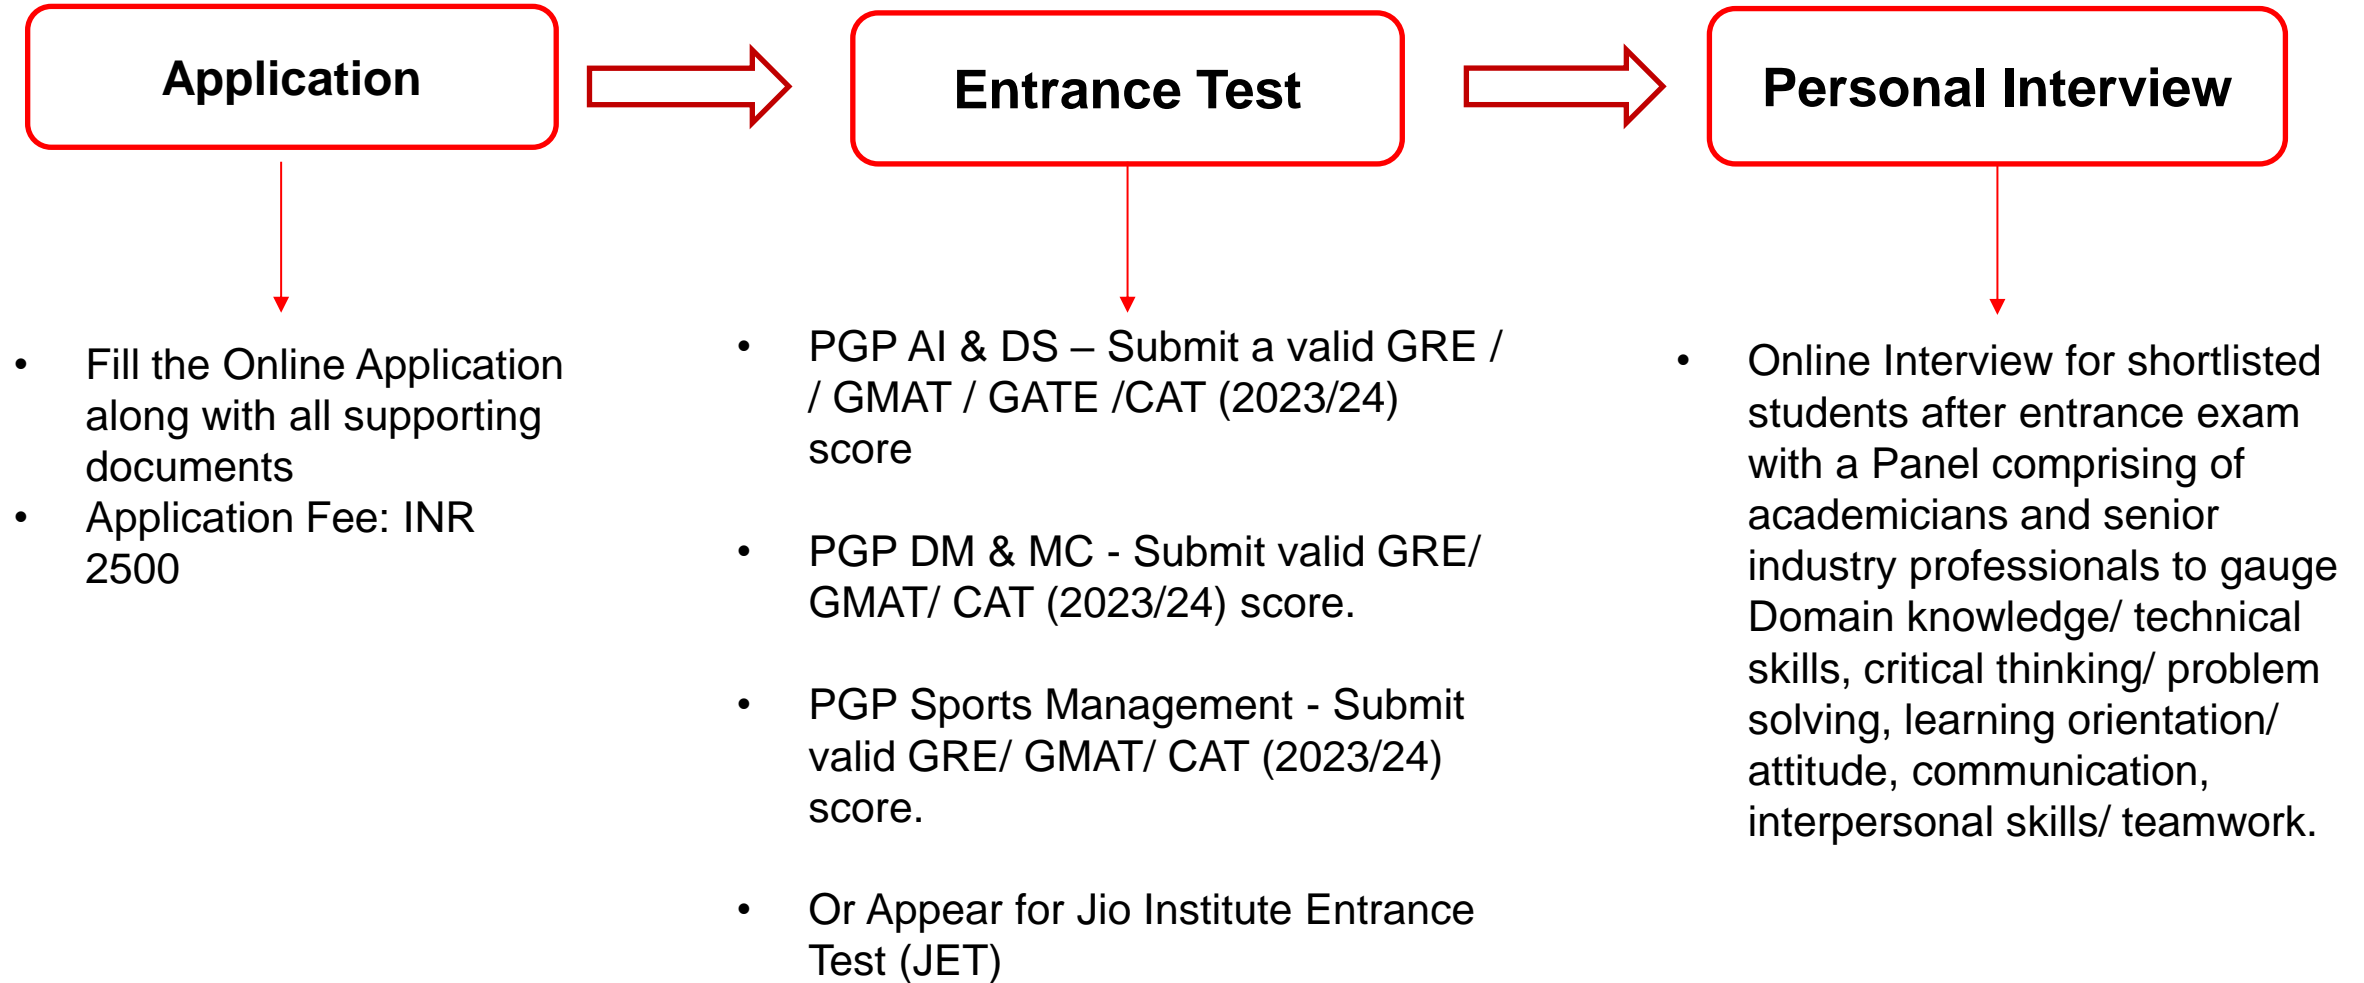 Application
Entrance Test
Personal Interview
• Fill the Online Application
along with all supporting
documents
• Application Fee: INR
2500
• PGP AI & DS – Submit a valid GRE /
/ GMAT / GATE /CAT (2023/24)
score
• PGP DM & MC - Submit valid GRE/
GMAT/ CAT (2023/24) score.
• PGP Sports Management - Submit
valid GRE/ GMAT/ CAT (2023/24)
score.
• Or Appear for Jio Institute Entrance
Test (JET)
• Online Interview for shortlisted
students after entrance exam
with a Panel comprising of
academicians and senior
industry professionals to gauge
Domain knowledge/ technical
skills, critical thinking/ problem
solving, learning orientation/
attitude, communication,
interpersonal skills/ teamwork.